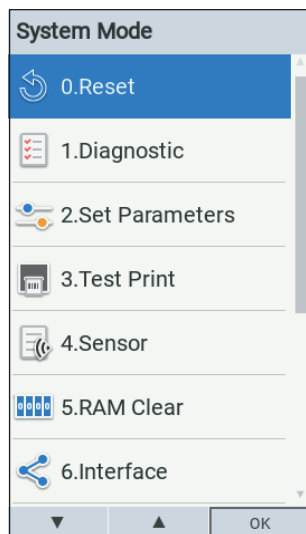 System Mode
0.Reset
1.Diagnostic
2.Set Parameters
3.Test Print
4.Sensor
5.RAM Clear
6.Interface
▼ ▲ OK